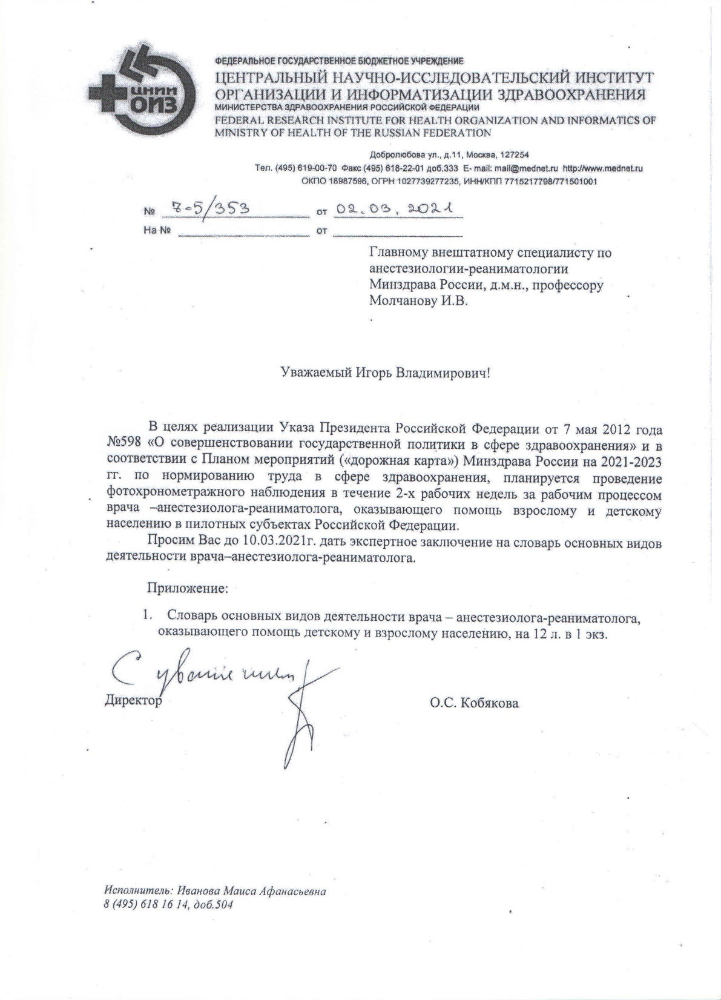 ЦНИИ
ОИЗ
ФЕДЕРАЛЬНОЕ ГОСУДАРСТВЕННОЕ БЮДЖЕТНОЕ УЧРЕЖДЕНИЕ
ЦЕНТРАЛЬНЫЙ НАУЧНО-ИССЛЕДОВАТЕЛЬСКИЙ ИНСТИТУТ
ОРГАНИЗАЦИИ И ИНФОРМАТИЗАЦИИ ЗДРАВООХРАНЕНИЯ
МИНИСТЕРСТВА ЗДРАВООХРАНЕНИЯ РОССИЙСКОЙ ФЕДЕРАЦИИ
FEDERAL RESEARCH INSTITUTE FOR HEALTH ORGANIZATION AND INFORMATICS OF
MINISTRY OF HEALTH OF THE RUSSIAN FEDERATION
Добролюбова ул., д.11, Москва, 127254
Тел. (495) 619-00-70 Факс (495) 618-22-01 доб.333 E- mail: mail@mednet.ru http://www.mednet.ru
ОКПО 18987596, ОГРН 1027739277235, ИНН/КПП 7715217798/771501001
№ 7-5/353 от 02.03.2021
На № от
Главному внештатному специалисту по
анестезиологии-реаниматологии
Минздрава России, д.м.н., профессору
Молчанову И.В.
Уважаемый Игорь Владимирович!
В целях реализации Указа Президента Российской Федерации от 7 мая 2012 года
№598 «О совершенствовании государственной политики в сфере здравоохранения» и в
соответствии с Планом мероприятий («дорожная карта») Минздрава России на 2021-2023
гг. по нормированию труда в сфере здравоохранения, планируется проведение
фотохронометражного наблюдения в течение 2-х рабочих недель за рабочим процессом
врача –анестезиолога-реаниматолога, оказывающего помощь взрослому и детскому
населению в пилотных субъектах Российской Федерации.
Просим Вас до 10.03.2021г. дать экспертное заключение на словарь основных видов
деятельности врача–анестезиолога-реаниматолога.
Приложение:
1. Словарь основных видов деятельности врача – анестезиолога-реаниматолога,
оказывающего помощь детскому и взрослому населению, на 12 л. в 1 экз.
С уважением
Директор О.С. Кобякова
Исполнитель: Иванова Маиса Афанасьевна
8 (495) 618 16 14, доб.504